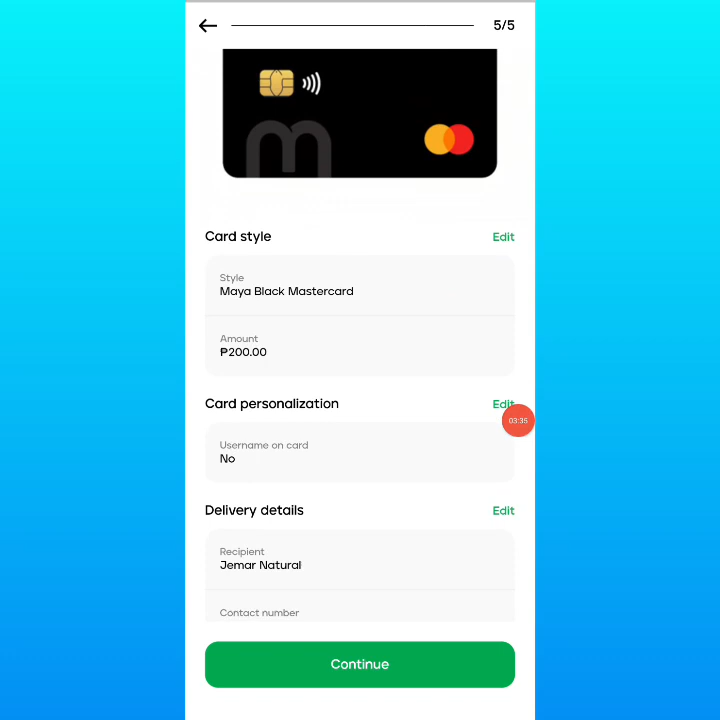 5/5
m
Card style
Edit
Style
Maya Black Mastercard
Amount
₱200.00
Card personalization
Edit
03:35
Username on card
No
Delivery details
Edit
Recipient
Jemar Natural
Contact number
Continue